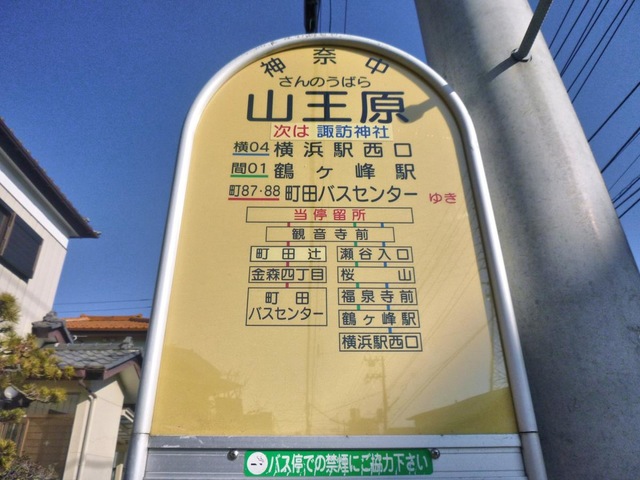 神奈中
さんのうばら
山王原
次は 諏訪神社
横04 横浜駅西口
間01 鶴ヶ峰駅
町87・88 町田バスセンター ゆき
当停留所
観音寺前
町田辻 瀬谷入口
金森四丁目 桜山
町田バスセンター 福泉寺前
鶴ヶ峰駅
横浜駅西口
バス停での禁煙にご協力下さい